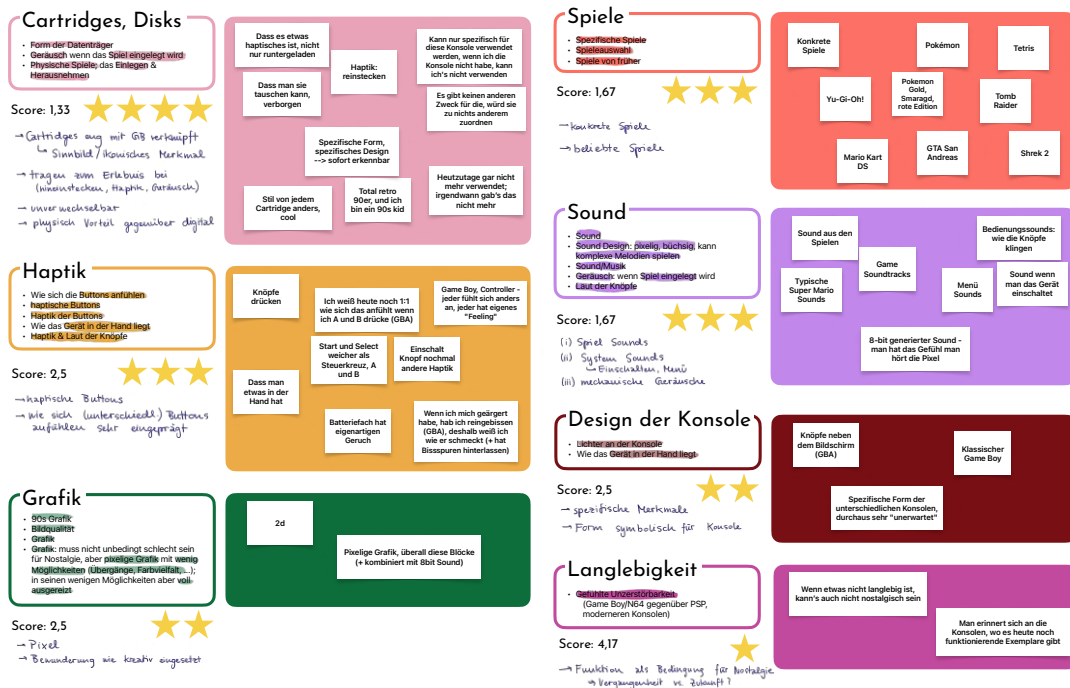 Cartridges, Disks
• Form der Datenträger
• Geräusch wenn das Spiel eingelegt wird
• Physische Spiele; das Einlegen &
Herausnehmen
Score: 1,33
→ Cartridges eng mit GB verknüpft
↳ Sinnbild/ikonisches Merkmal
→ tragen zum Erlebnis bei
(hineinstecken, Haptik, Geräusch)
→ unverwechselbar
→ physisch Vorteil gegenüber digital
Dass es etwas
haptisches ist, nicht
nur runtergeladen
Haptik:
reinstecken
Kann nur spezifisch für
diese Konsole verwendet
werden, wenn ich die
Konsole nicht habe, kann
ich's nicht verwenden
Dass man sie
tauschen kann,
verborgen
Es gibt keinen anderen
Zweck für die, würd sie
zu nichts anderem
zuordnen
Spezifische Form,
spezifisches Design
--> sofort erkennbar
Stil von jedem
Cartridge anders,
cool
Total retro
90er, und ich
bin ein 90s kid
Heutzutage gar nicht
mehr verwendet;
irgendwann gab's das
nicht mehr
Haptik
• Wie sich die Buttons anfühlen
• haptische Buttons
• Haptik der Buttons
• Wie das Gerät in der Hand liegt
• Haptik & Laut der Knöpfe
Score: 2,5
→ haptische Buttons
→ wie sich (unterschiedl.) Buttons
anfühlen sehr eingeprägt
Knöpfe
drücken
Ich weiß heute noch 1:1
wie sich das anfühlt wenn
ich A und B drücke (GBA)
Game Boy, Controller -
jeder fühlt sich anders
an, jeder hat eigenes
"Feeling"
Start und Select
weicher als
Steuerkreuz, A
und B
Einschalt
Knopf nochmal
andere Haptik
Dass man
etwas in der
Hand hat
Batteriefach hat
eigenartigen
Geruch
Wenn ich mich geärgert
habe, hab ich reingebissen
(GBA), deshalb weiß ich
wie er schmeckt (+ hat
Bissspuren hinterlassen)
Grafik
• 90s Grafik
• Bildqualität
• Grafik
• Grafik: muss nicht unbedingt schlecht sein
für Nostalgie, aber pixelige Grafik mit wenig
Möglichkeiten (Übergänge, Farbvielfalt, ...);
in seinen wenigen Möglichkeiten aber voll
ausgereizt
Score: 2,5
→ Pixel
→ Bewunderung wie kreativ eingesetzt
2d
Pixelige Grafik, überall diese Blöcke
(+ kombiniert mit 8bit Sound)
Spiele
• Spezifische Spiele
• Spieleauswahl
• Spiele von früher
Score: 1,67
→ konkrete Spiele
→ beliebte Spiele
Konkrete
Spiele
Pokémon
Tetris
Yu-Gi-Oh!
Pokemon
Gold,
Smaragd,
rote Edition
Tomb
Raider
Mario Kart
DS
GTA San
Andreas
Shrek 2
Sound
• Sound
• Sound Design: pixelig, büchsig, kann
komplexe Melodien spielen
• Sound/Musik
• Geräusch: wenn Spiel eingelegt wird
• Laut der Knöpfe
Score: 1,67
(i) Spiel Sounds
(ii) System Sounds
↳ Einschalten, Menü
(iii) mechanische Geräusche
Sound aus den
Spielen
Bedienungssounds:
wie die Knöpfe
klingen
Game
Soundtracks
Typische
Super Mario
Sounds
Menü
Sounds
Sound wenn
man das Gerät
einschaltet
8-bit generierter Sound -
man hat das Gefühl man
hört die Pixel
Design der Konsole
• Lichter an der Konsole
• Wie das Gerät in der Hand liegt
Score: 2,5
→ spezifische Merkmale
→ Form symbolisch für Konsole
Knöpfe neben
dem Bildschirm
(GBA)
Klassischer
Game Boy
Spezifische Form der
unterschiedlichen Konsolen,
durchaus sehr "unerwartet"
Langlebigkeit
• Gefühlte Unzerstörbarkeit
(Game Boy/N64 gegenüber PSP,
moderneren Konsolen)
Score: 4,17
→ Funktion als Bedingung für Nostalgie
→ Vergangenheit vs. Zukunft?
Wenn etwas nicht langlebig ist,
kann's auch nicht nostalgisch sein
Man erinnert sich an die
Konsolen, wo es heute noch
funktionierende Exemplare gibt